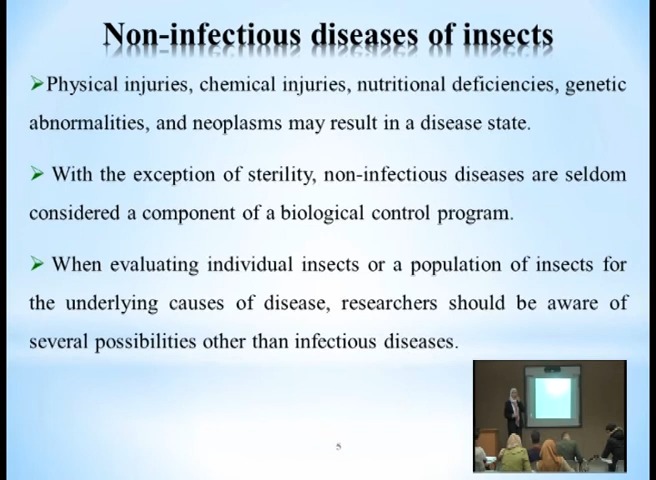 Non-infectious diseases of insects
➢Physical injuries, chemical injuries, nutritional deficiencies, genetic
abnormalities, and neoplasms may result in a disease state.
➢ With the exception of sterility, non-infectious diseases are seldom
considered a component of a biological control program.
➢ When evaluating individual insects or a population of insects for
the underlying causes of disease, researchers should be aware of
several possibilities other than infectious diseases.
5